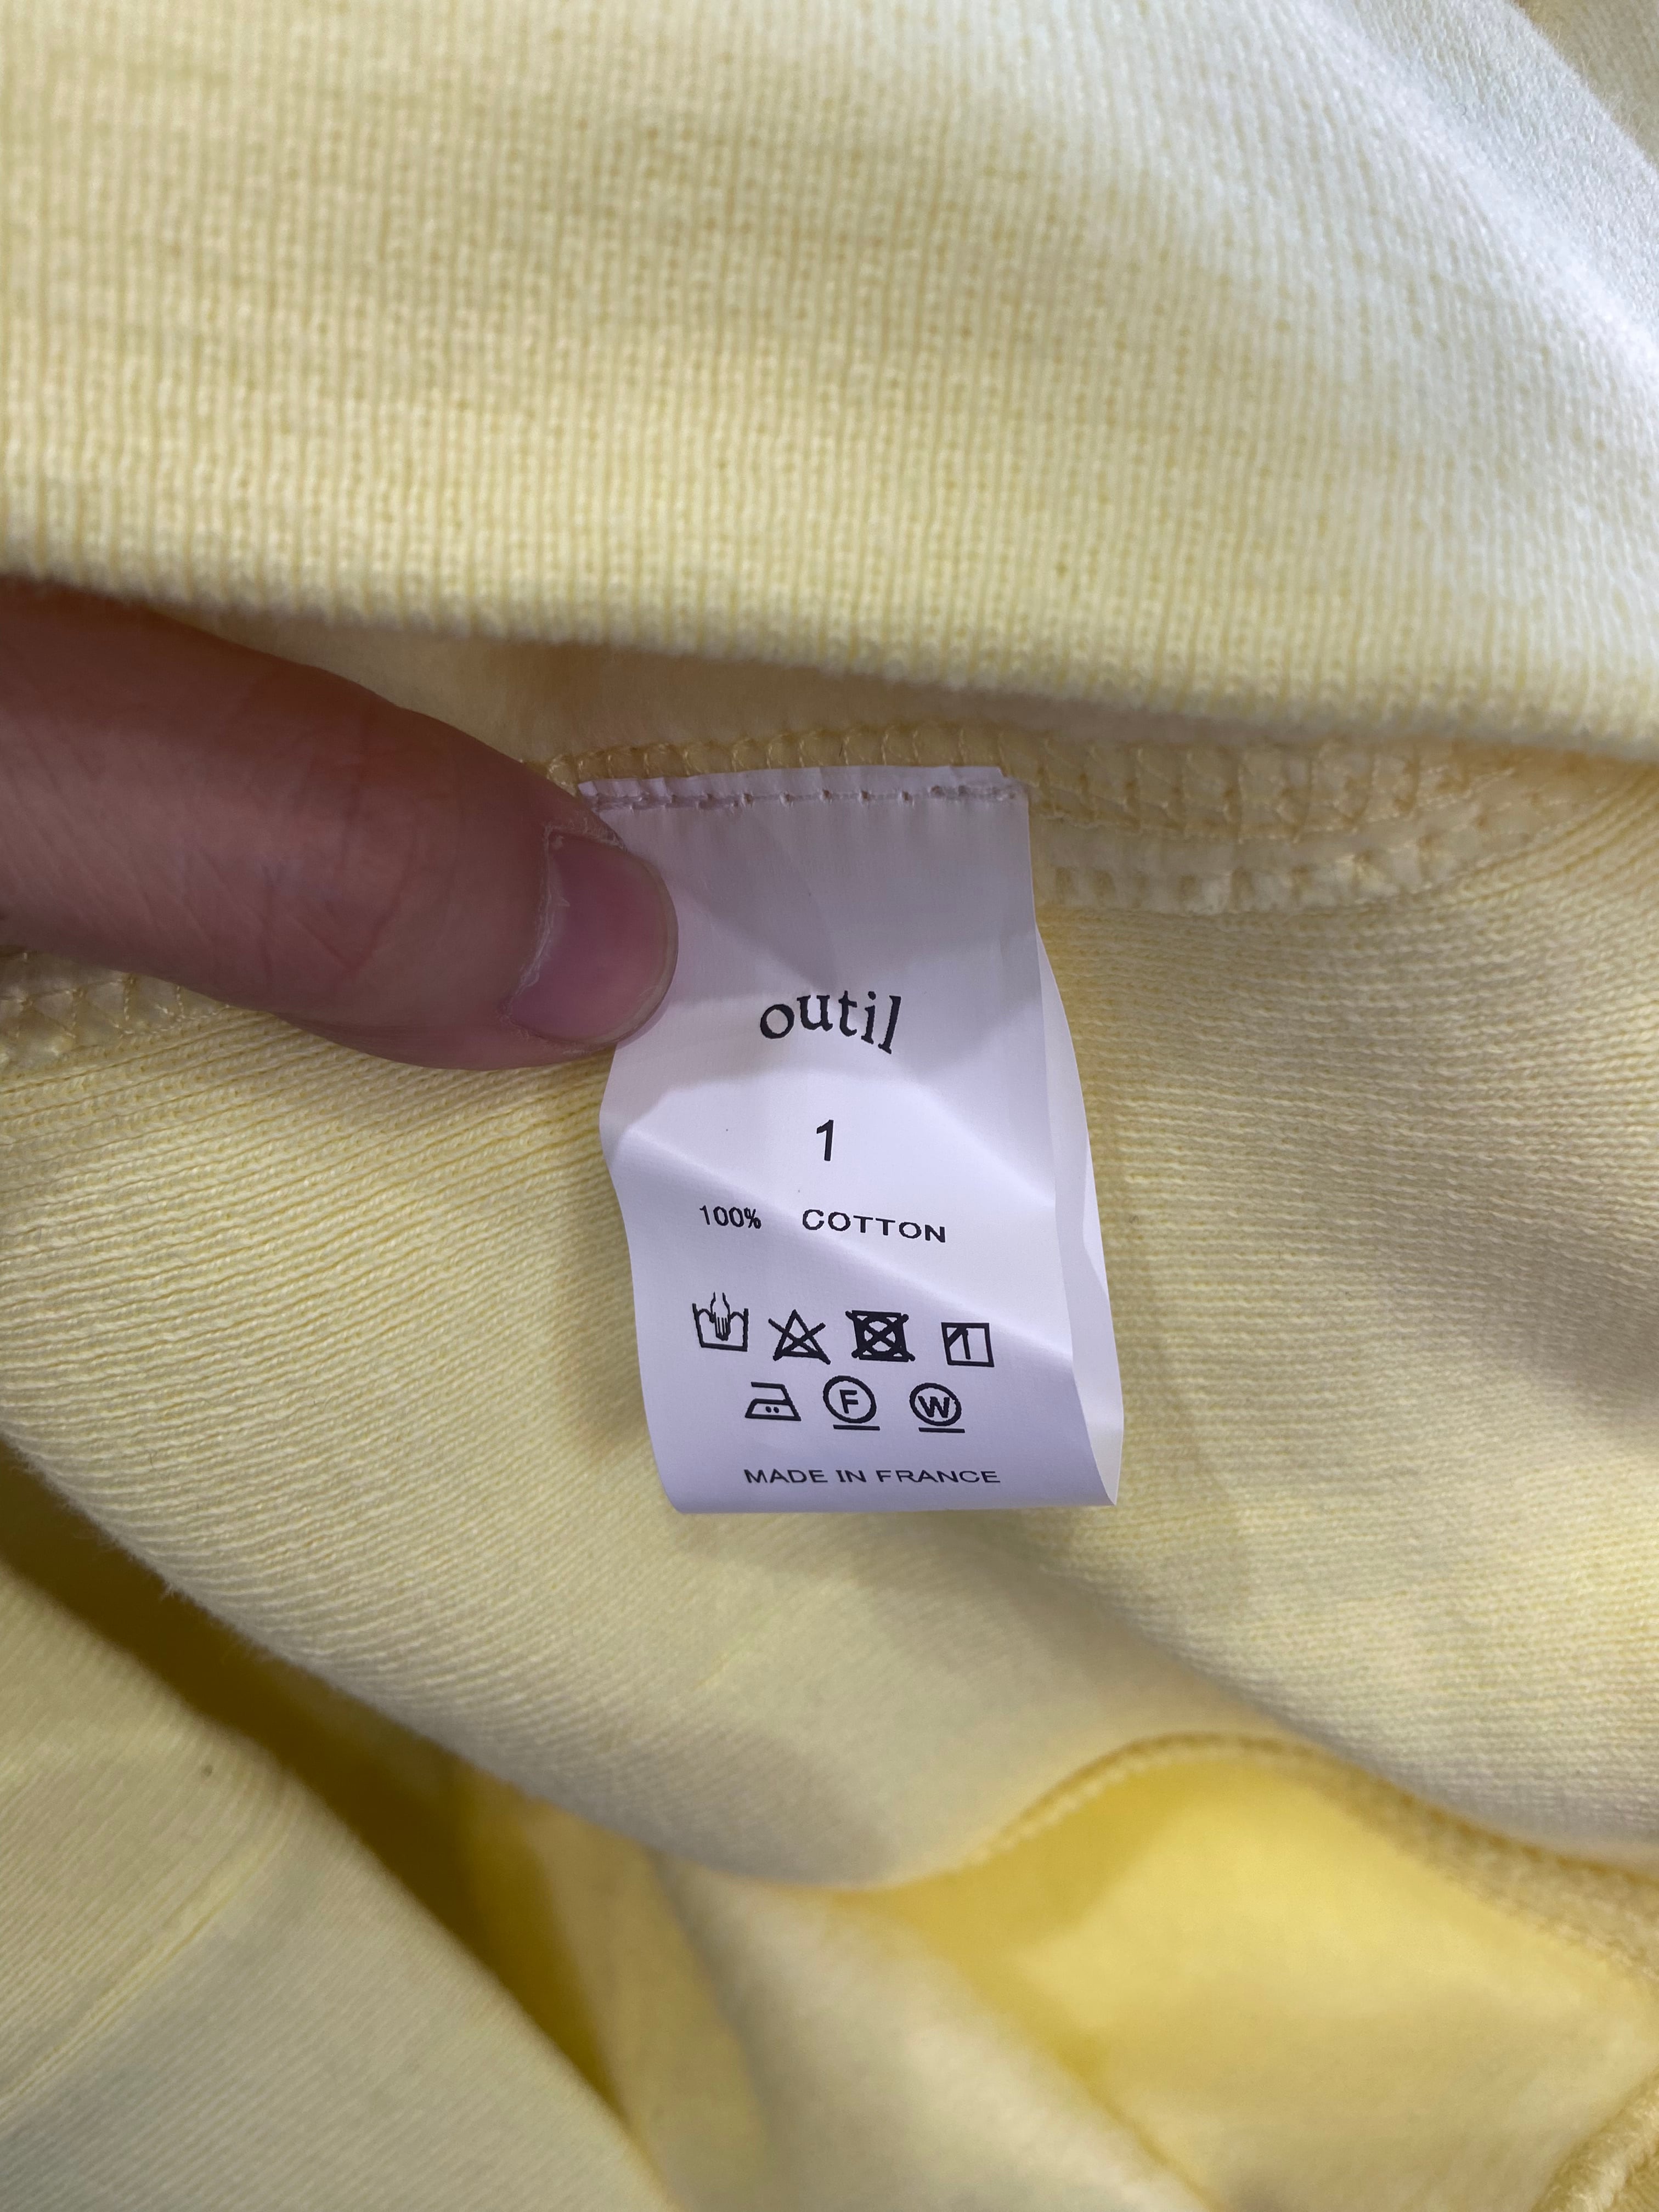 outil
1
100% COTTON
F W
MADE IN FRANCE